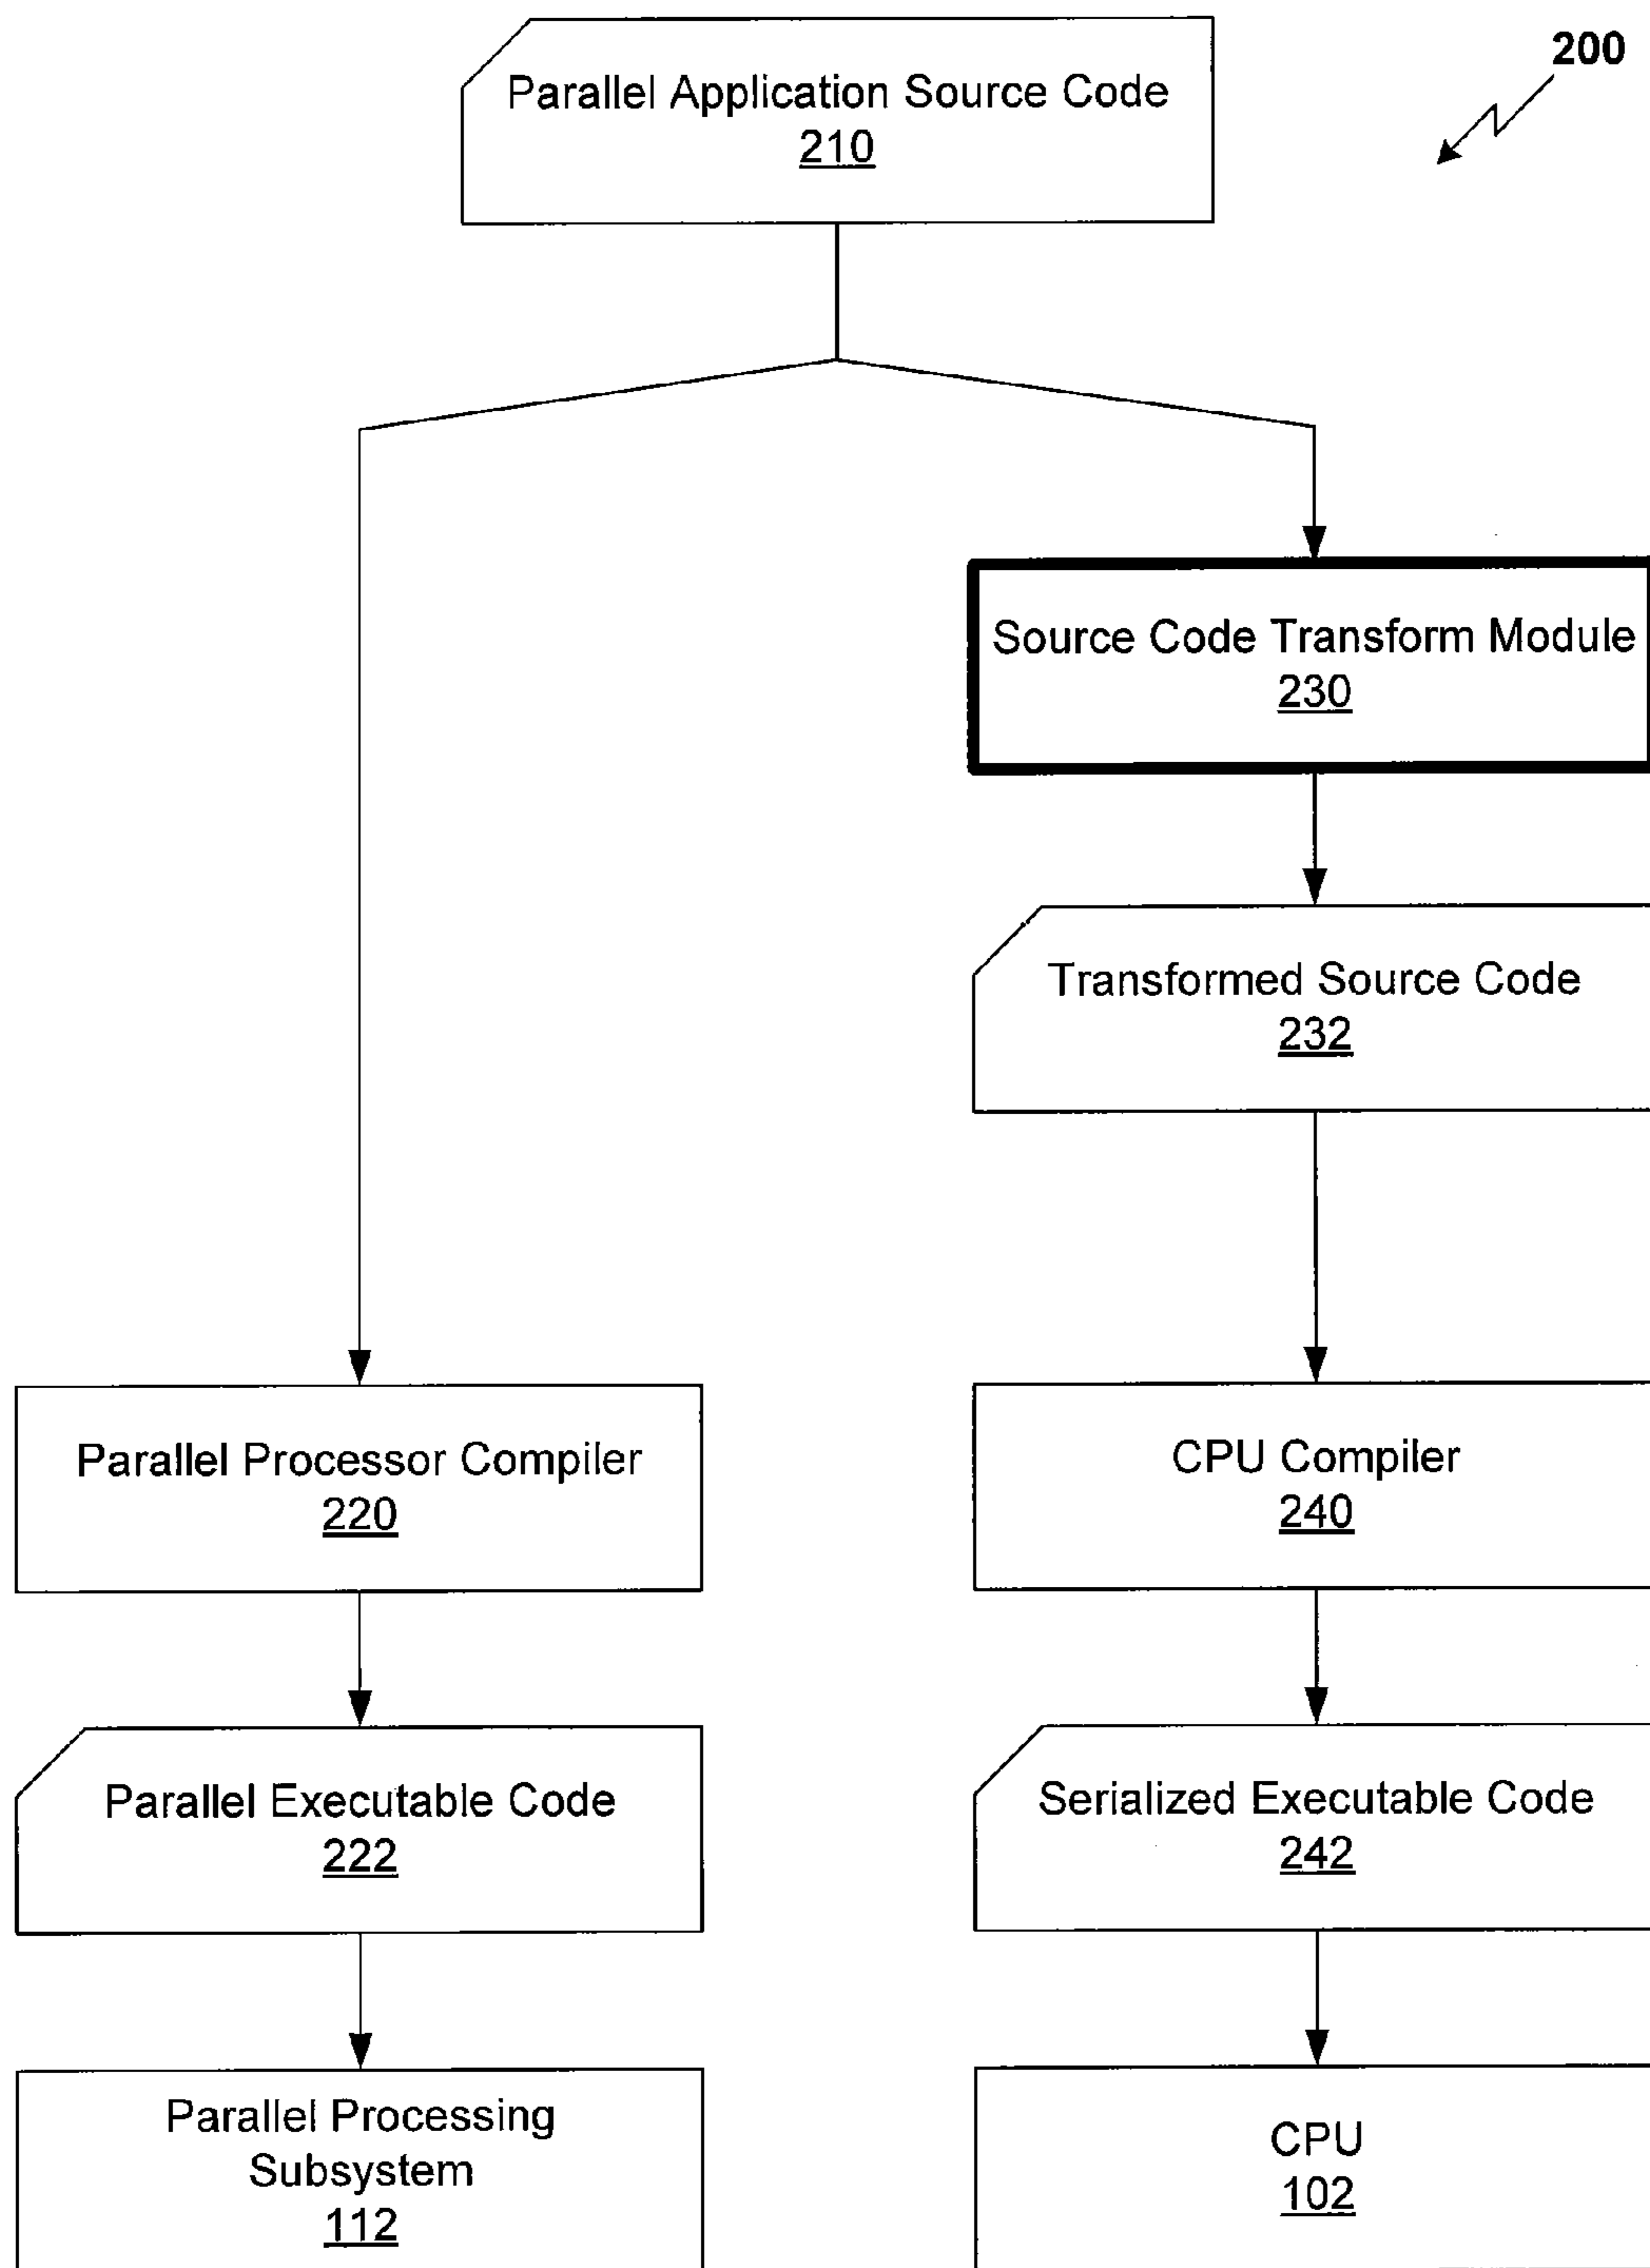 200
Parallel Application Source Code
210
Source Code Transform Module
230
Transformed Source Code
232
Parallel Processor Compiler
220
CPU Compiler
240
Parallel Executable Code
222
Serialized Executable Code
242
Parallel Processing
Subsystem
112
CPU
102